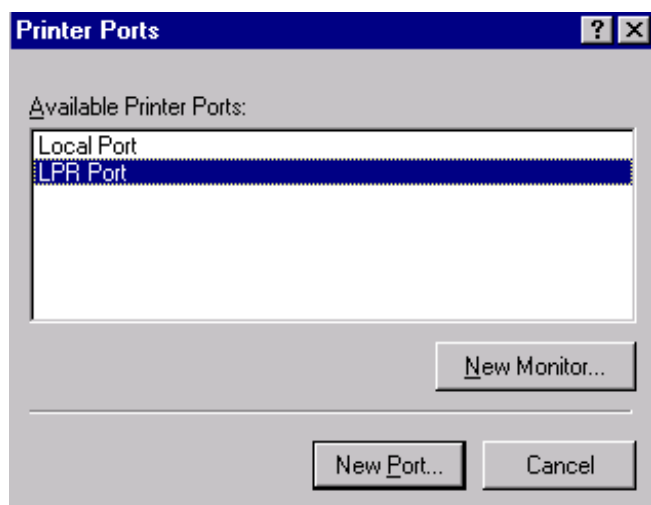 Printer Ports
Available Printer Ports:
Local Port
LPR Port
New Monitor...
New Port...
Cancel